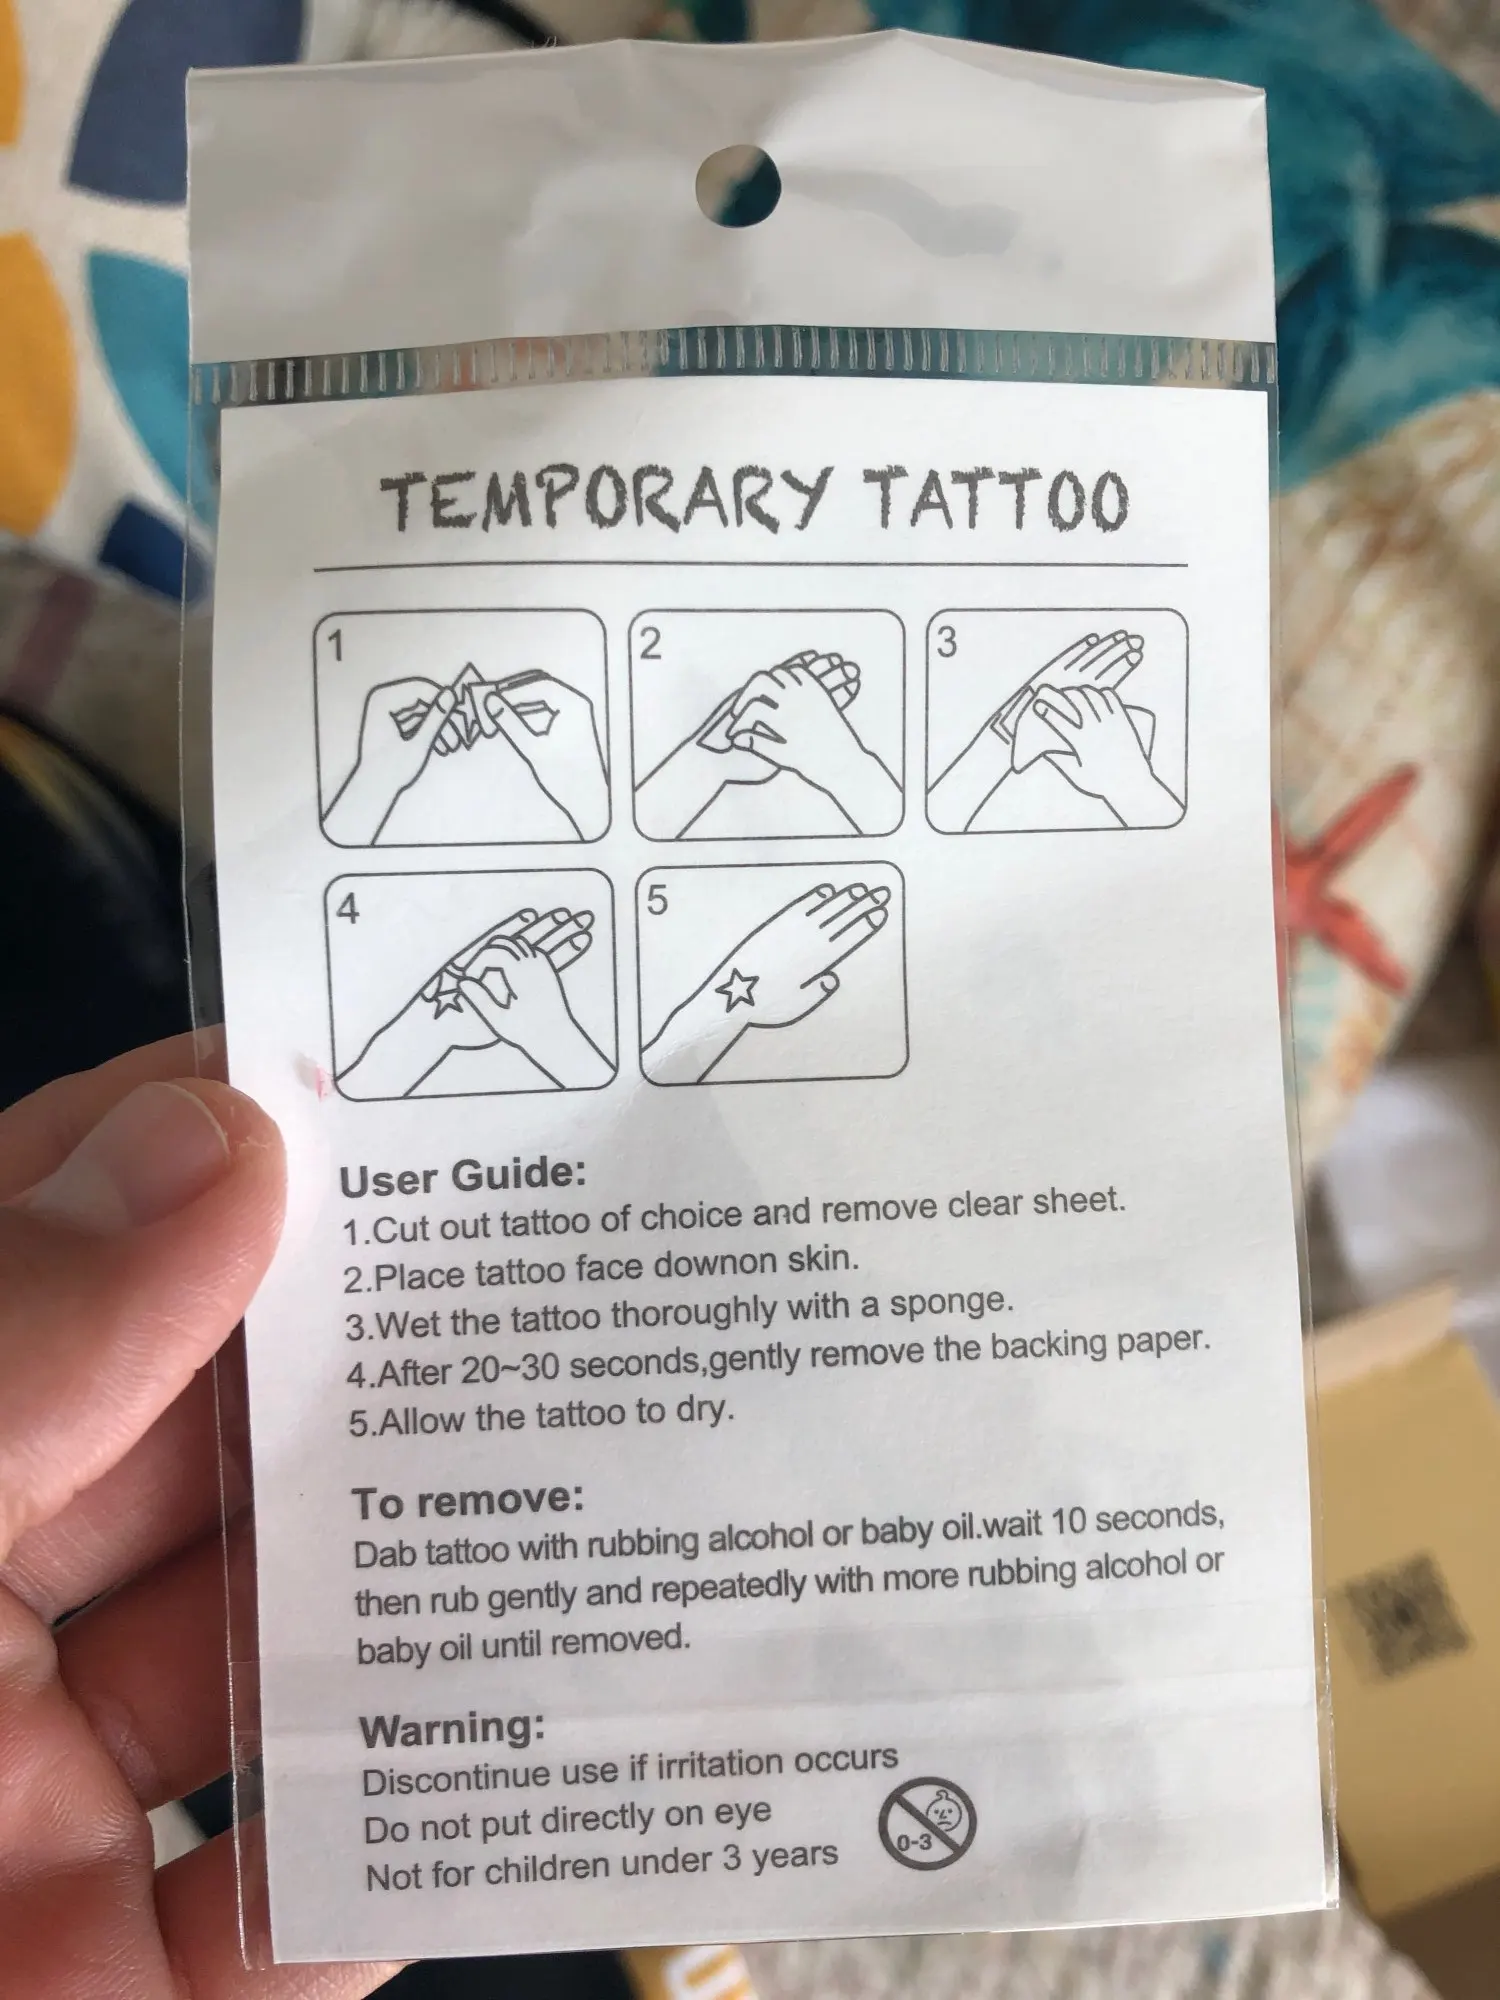 TEMPORARY TATTOO
1
2
3
4
5
User Guide:
1.Cut out tattoo of choice and remove clear sheet.
2.Place tattoo face downon skin.
3.Wet the tattoo thoroughly with a sponge.
4.After 20~30 seconds,gently remove the backing paper.
5.Allow the tattoo to dry.
To remove:
Dab tattoo with rubbing alcohol or baby oil.wait 10 seconds,
then rub gently and repeatedly with more rubbing alcohol or
baby oil until removed.
Warning:
Discontinue use if irritation occurs
Do not put directly on eye
Not for children under 3 years
0-3